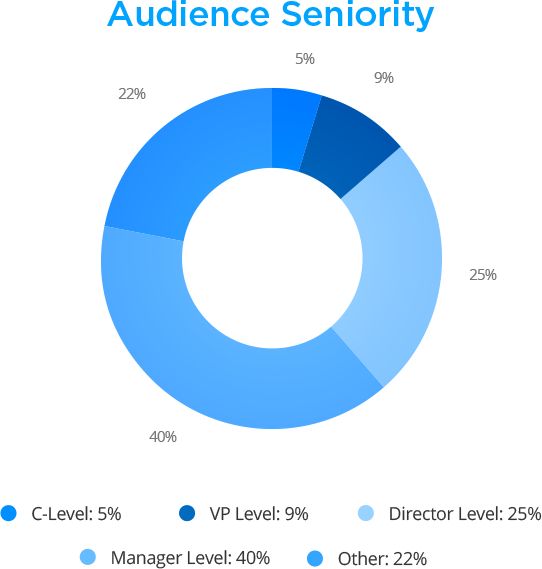 Audience Seniority
5%
9%
22%
25%
40%
C-Level: 5%
VP Level: 9%
Director Level: 25%
Manager Level: 40%
Other: 22%